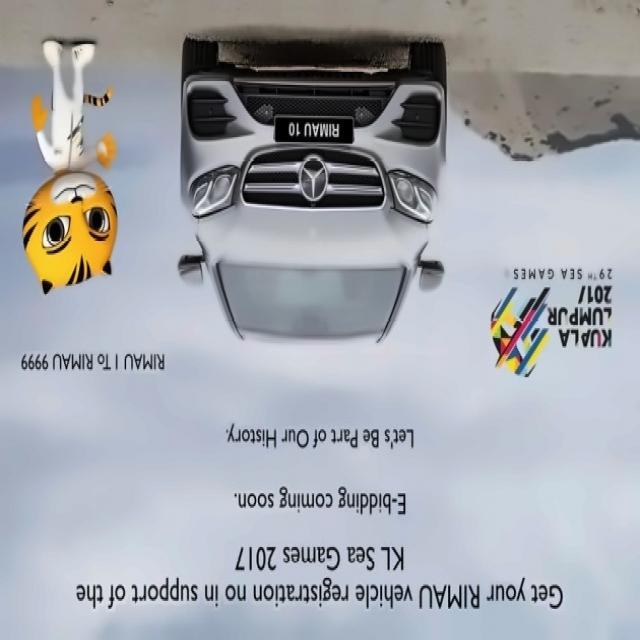 Get your RIMAU vehicle registration no in support of the
KL Sea Games 2017
E-bidding coming soon.
Let's Be Part of Our History.
KUALA
LUMPUR
2017
29TH SEA GAMES
RIMAU 1 To RIMAU 9999
RIMAU 10